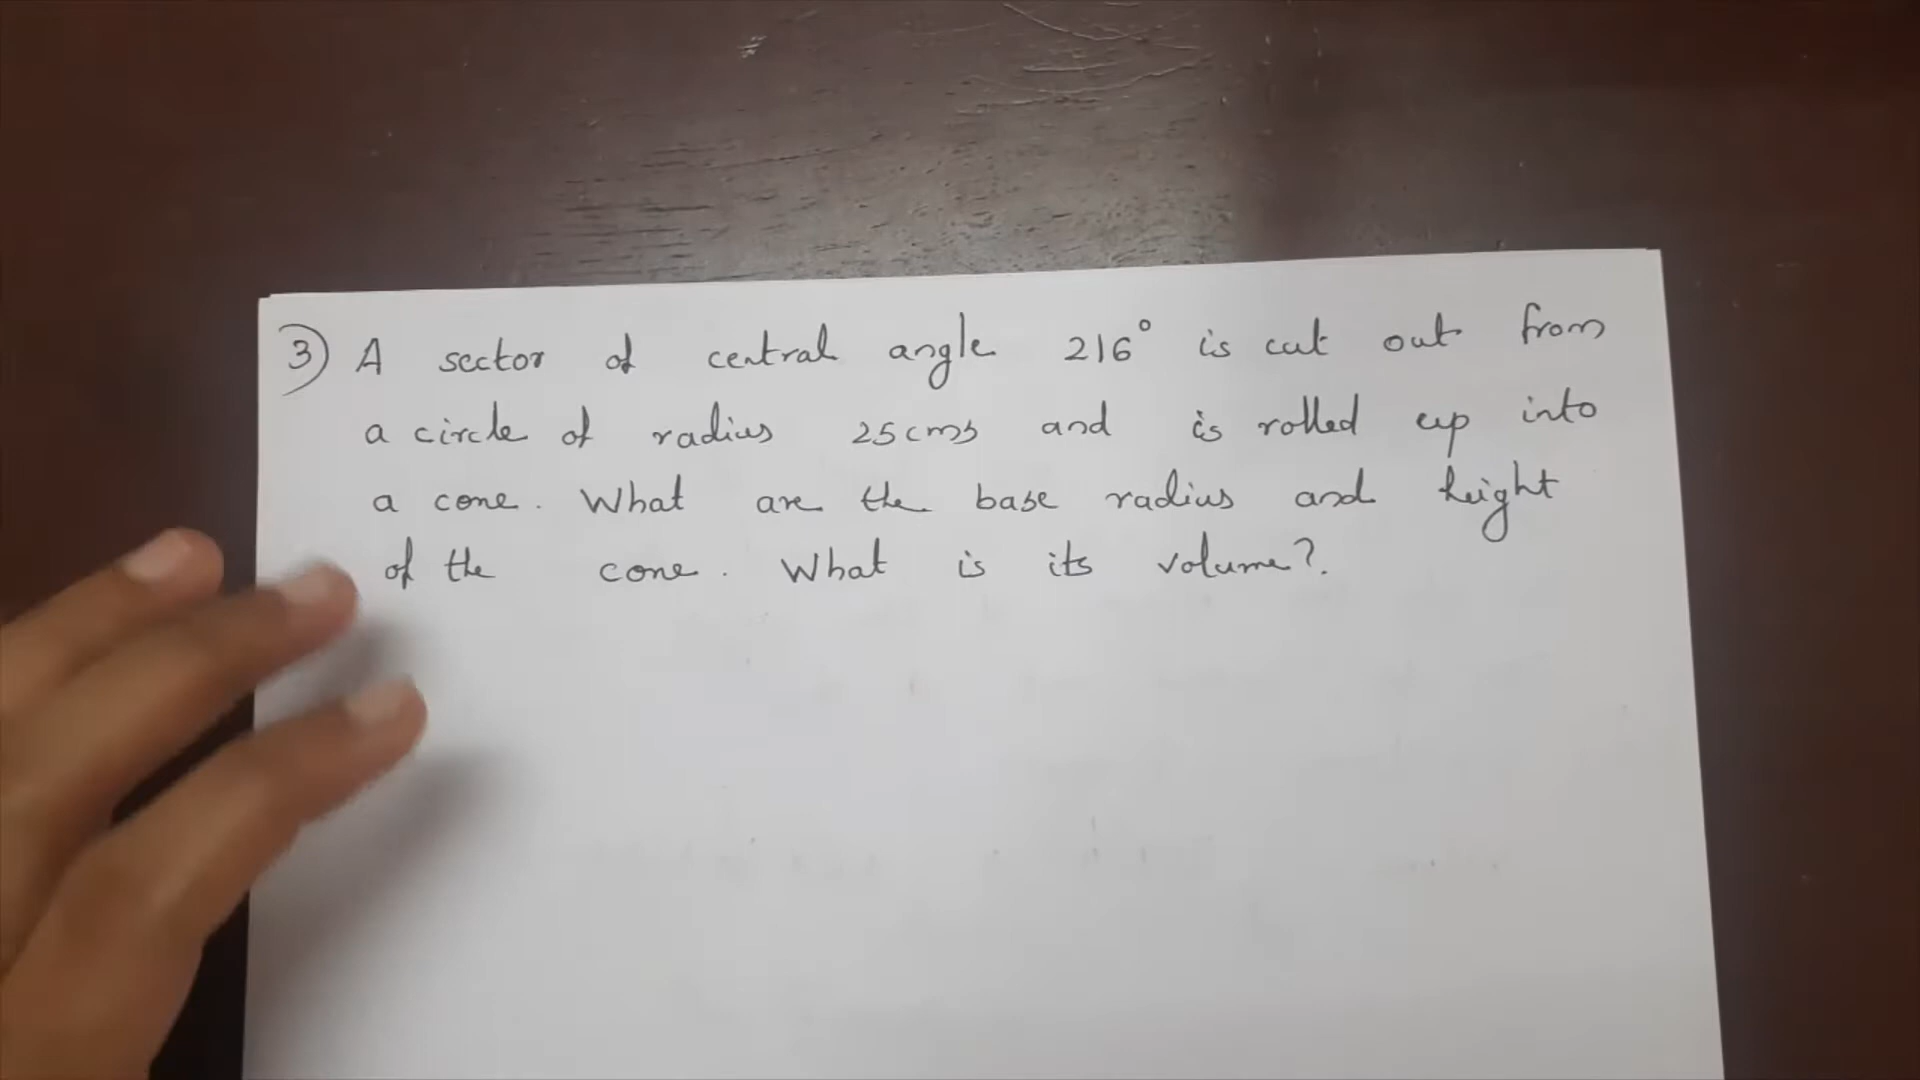 3) A sector of central angle 216° is cut out from
a circle of radius 25cms and is rolled up into
a cone. What are the base radius and height
of the cone. What is its volume?.